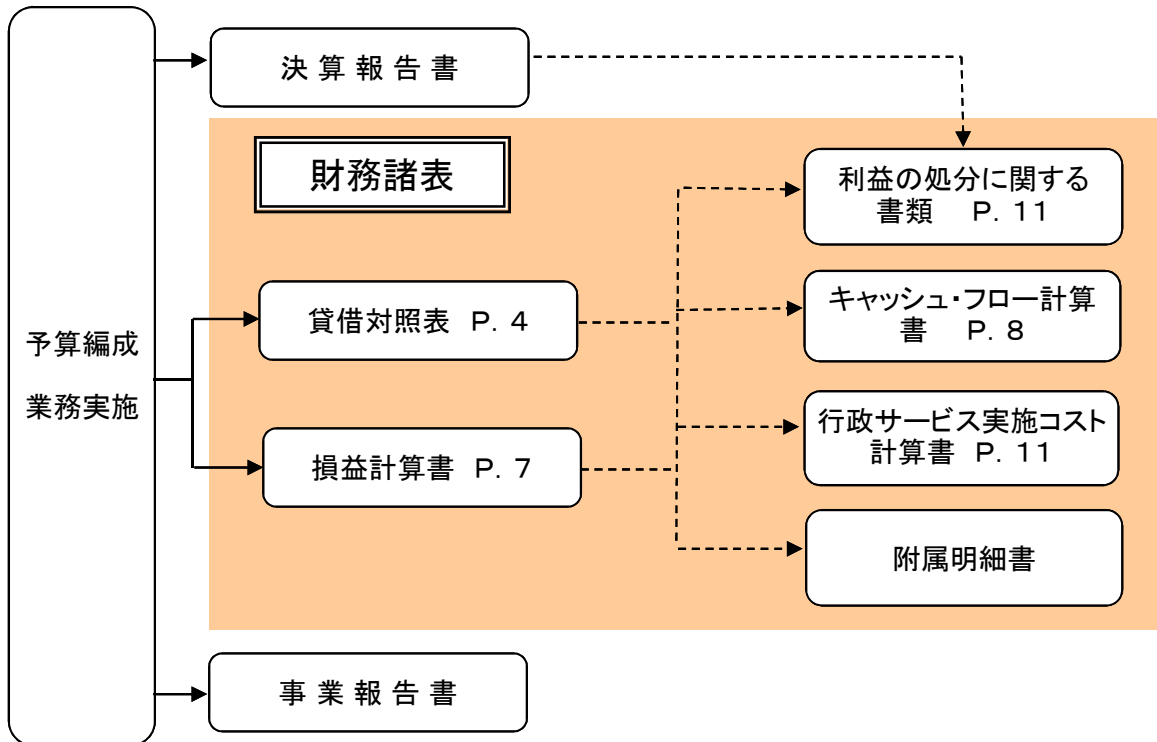 決 算 報 告 書
財務諸表
利益の処分に関する
書類　P. 11
貸借対照表　P. 4
キャッシュ・フロー計算
書　P. 8
予算編成
業務実施
損益計算書　P. 7
行政サービス実施コスト
計算書　P. 11
附属明細書
事 業 報 告 書